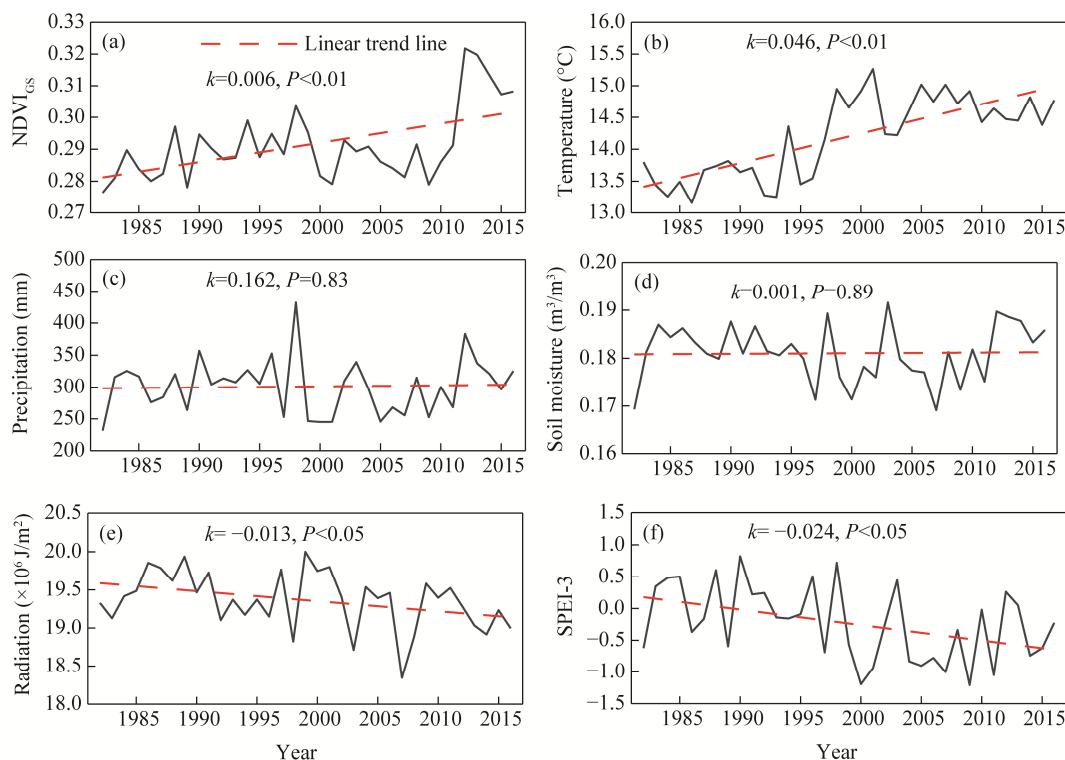 (a)
Linear trend line
k=0.006, P<0.01
NDVIGS
0.33
0.32
0.31
0.30
0.29
0.28
0.27
1985 1990 1995 2000 2005 2010 2015
(b)
k=0.046, P<0.01
Temperature (°C)
16.0
15.0
14.5
14.0
13.5
13.0
1985 1990 1995 2000 2005 2010 2015
(c)
k=0.162, P=0.83
Precipitation (mm)
500
450
400
350
300
250
200
1985 1990 1995 2000 2005 2010 2015
(d)
k−0.001, P−0.89
Soil moisture (m³/m³)
0.20
0.19
0.18
0.17
0.16
1985 1990 1995 2000 2005 2010 2015
(e)
k= −0.013, P<0.05
Radiation (×10⁶ J/m²)
20.5
20.0
19.5
19.0
18.5
18.0
1985 1990 1995 2000 2005 2010 2015
Year
(f)
k= −0.024, P<0.05
SPEI-3
1.5
1.0
0.5
0.0
−0.5
−1.0
−1.5
1985 1990 1995 2000 2005 2010 2015
Year